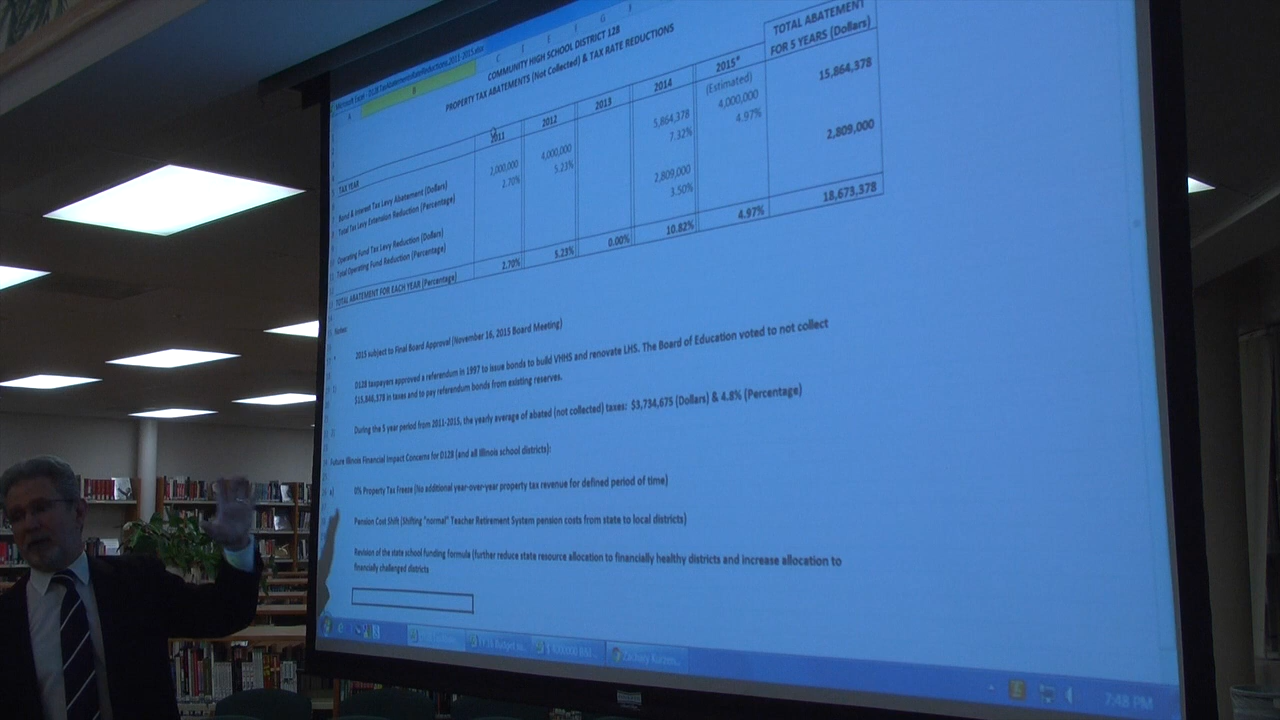 Microsoft Excel - D128 TaxAbatementsRateReductions.2011-2015.xlsx
COMMUNITY HIGH SCHOOL DISTRICT 128
PROPERTY TAX ABATEMENTS (Not Collected) & TAX RATE REDUCTIONS
TAX YEAR 2011 2012 2013 2014 2015* (Estimated) TOTAL ABATEMENT FOR 5 YEARS (Dollars)
Bond & Interest Tax Levy Abatement (Dollars) 2,000,000 4,000,000 5,864,378 4,000,000 15,864,378
Total Tax Levy Extension Reduction (Percentage) 2.70% 5.23% 7.32% 4.97%
Operating Fund Tax Levy Reduction (Dollars) 2,809,000 2,809,000
Total Operating Fund Reduction (Percentage) 3.50%
TOTAL ABATEMENT FOR EACH YEAR (Percentage) 2.70% 5.23% 0.00% 10.82% 4.97% 18,673,378
Notes:
* 2015 subject to Final Board Approval (November 16, 2015 Board Meeting)
D128 taxpayers approved a referendum in 1997 to issue bonds to build VHHS and renovate LHS. The Board of Education voted to not collect
$15,846,378 in taxes and to pay referendum bonds from existing reserves.
During the 5 year period from 2011-2015, the yearly average of abated (not collected) taxes: $3,734,675 (Dollars) & 4.8% (Percentage)
Future Illinois Financial Impact Concerns for D128 (and all Illinois school districts):
a) 0% Property Tax Freeze (No additional year-over-year property tax revenue for defined period of time)
Pension Cost Shift (Shifting "normal" Teacher Retirement System pension costs from state to local districts)
Revision of the state school funding formula (further reduce state resource allocation to financially healthy districts and increase allocation to
financially challenged districts
7:48 PM